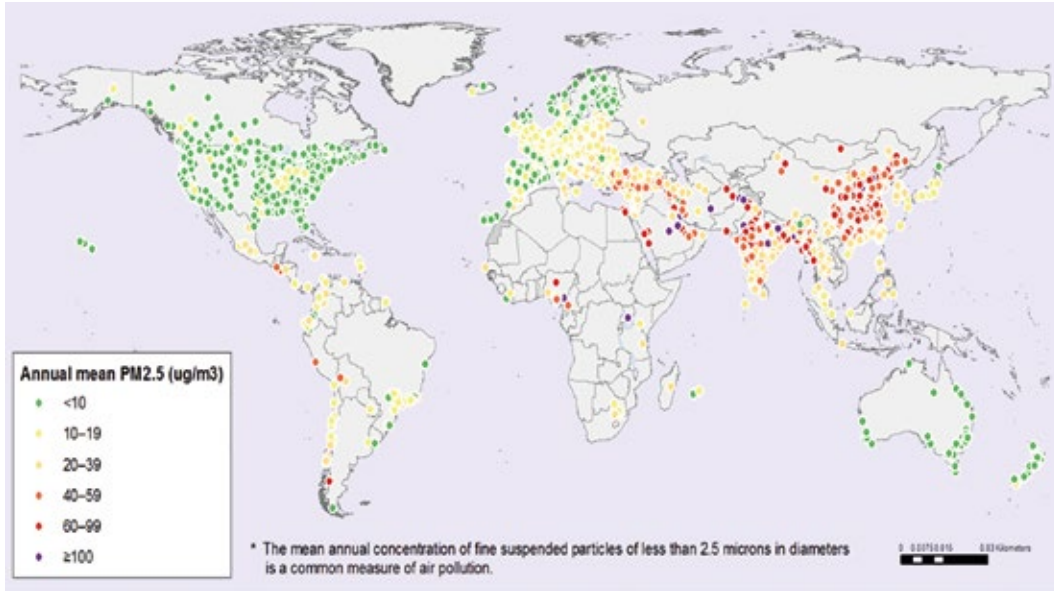 Annual mean PM2.5 (ug/m3)
<10
10–19
20–39
40–59
60–99
≥100
* The mean annual concentration of fine suspended particles of less than 2.5 microns in diameters
is a common measure of air pollution.
0
Kilometers